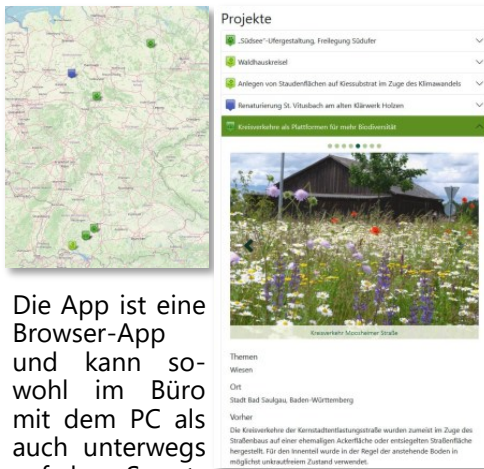 Projekte
„Südsee"-Ufergestaltung, Freilegung Südufer
Waldhauskreisel
Anlegen von Staudenflächen auf Kiessubstrat im Zuge des Klimawandels
Renaturierung St. Vitusbach am alten Klärwerk Holzen
Kreisverkehre als Plattformen für mehr Biodiversität
Kreisverkehr Moosheimer Straße
Themen
Wiesen
Ort
Stadt Bad Saulgau, Baden-Württemberg
Vorher
Die Kreisverkehre der Kernstadtentlastungsstraße wurden zumeist im Zuge des
Straßenbaus auf einer ehemaligen Ackerfläche oder entsiegelten Straßenfläche
hergestellt. Für den Innenteil wurde in der Regel der anstehende Boden in
möglichst unkrautfreiem Zustand verwendet.
Die App ist eine
Browser-App
und kann so-
wohl im Büro
mit dem PC als
auch unterwegs